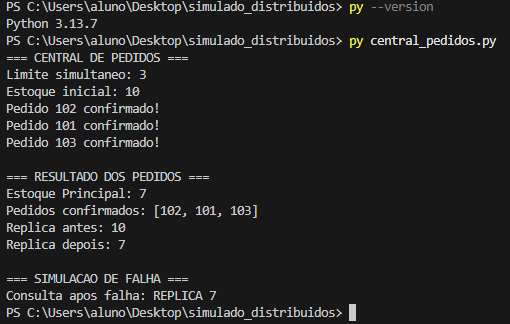 PS C:\Users\aluno\Desktop\simulado_distribuidos> py --version
Python 3.13.7
PS C:\Users\aluno\Desktop\simulado_distribuidos> py central_pedidos.py
=== CENTRAL DE PEDIDOS ===
Limite simultaneo: 3
Estoque inicial: 10
Pedido 102 confirmado!
Pedido 101 confirmado!
Pedido 103 confirmado!
=== RESULTADO DOS PEDIDOS ===
Estoque Principal: 7
Pedidos confirmados: [102, 101, 103]
Replica antes: 10
Replica depois: 7
=== SIMULACAO DE FALHA ===
Consulta apos falha: REPLICA 7
PS C:\Users\aluno\Desktop\simulado_distribuidos>